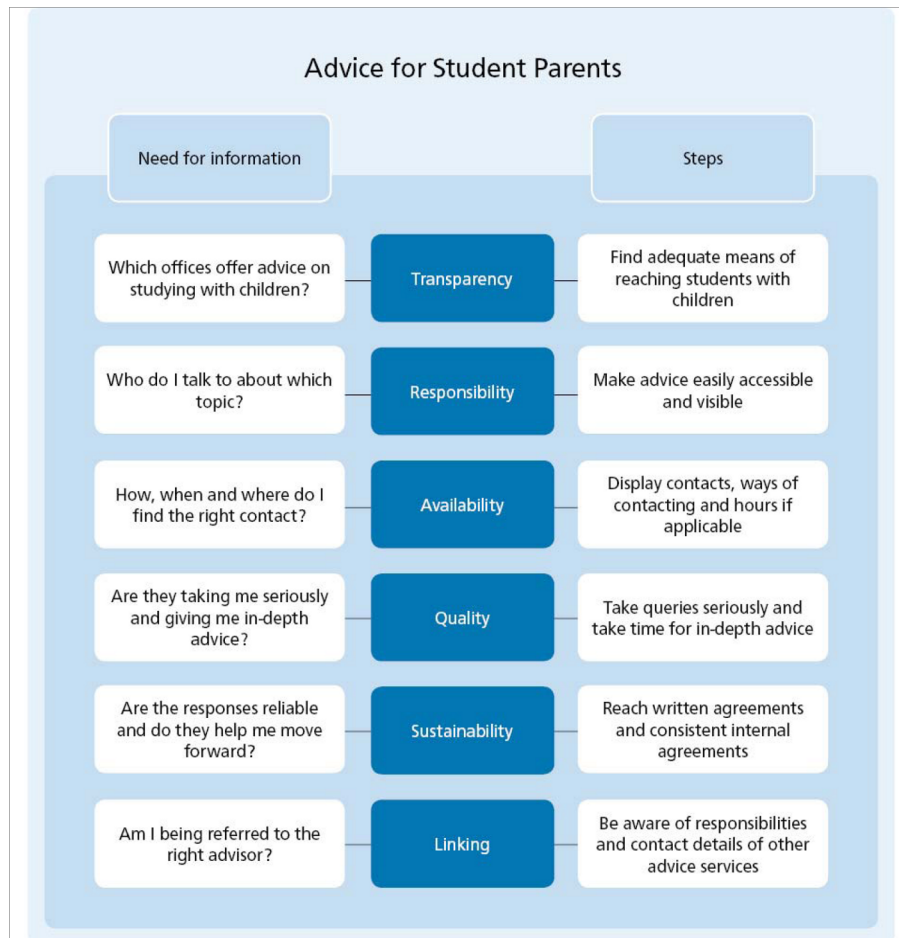 Advice for Student Parents
Need for information
Steps
Which offices offer advice on
studying with children?
Transparency
Find adequate means of
reaching students with
children
Who do I talk to about which
topic?
Responsibility
Make advice easily accessible
and visible
How, when and where do I
find the right contact?
Availability
Display contacts, ways of
contacting and hours if
applicable
Are they taking me seriously
and giving me in-depth
advice?
Quality
Take queries seriously and
take time for in-depth advice
Are the responses reliable
and do they help me move
forward?
Sustainability
Reach written agreements
and consistent internal
agreements
Am I being referred to the
right advisor?
Linking
Be aware of responsibilities
and contact details of other
advice services